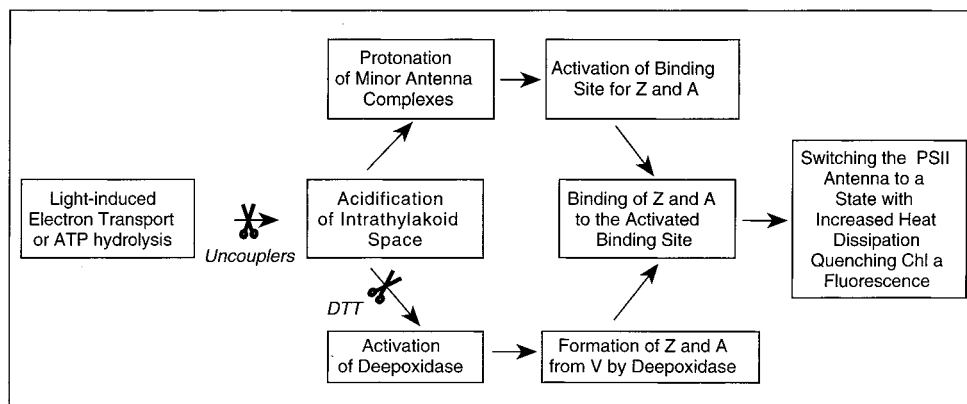 Protonation
of Minor Antenna
Complexes
Activation of Binding
Site for Z and A
Light-induced
Electron Transport
or ATP hydrolysis
Uncouplers
Acidification
of Intrathylakoid
Space
Binding of Z and A
to the Activated
Binding Site
Switching the PSII
Antenna to a
State with
Increased Heat
Dissipation
Quenching Chl a
Fluorescence
DTT
Activation
of Deepoxidase
Formation of Z and A
from V by Deepoxidase